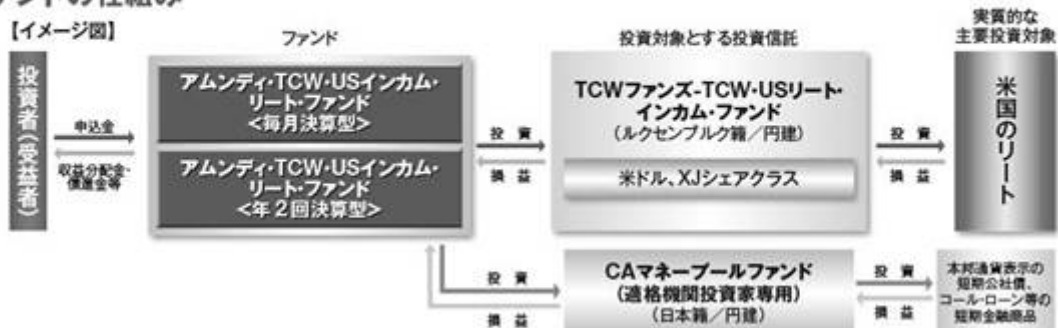 ファンドの仕組み
【イメージ図】
ファンド
投資対象とする投資信託
実質的な
主要投資対象
投資者(受益者)
申込金
収益分配金・
償還金等
アムンディ・TCW・USインカム・
リート・ファンド
<毎月決算型>
アムンディ・TCW・USインカム・
リート・ファンド
<年2回決算型>
投資
損益
TCWファンズ-TCW・USリート・
インカム・ファンド
(ルクセンブルク籍/円建)
米ドル、XJシェアクラス
投資
損益
米国のリート
投資
損益
CAマネープールファンド
(適格機関投資家専用)
(日本籍/円建)
投資
損益
本邦通貨表示の
短期公社債、
コール・ローン等の
短期金融商品